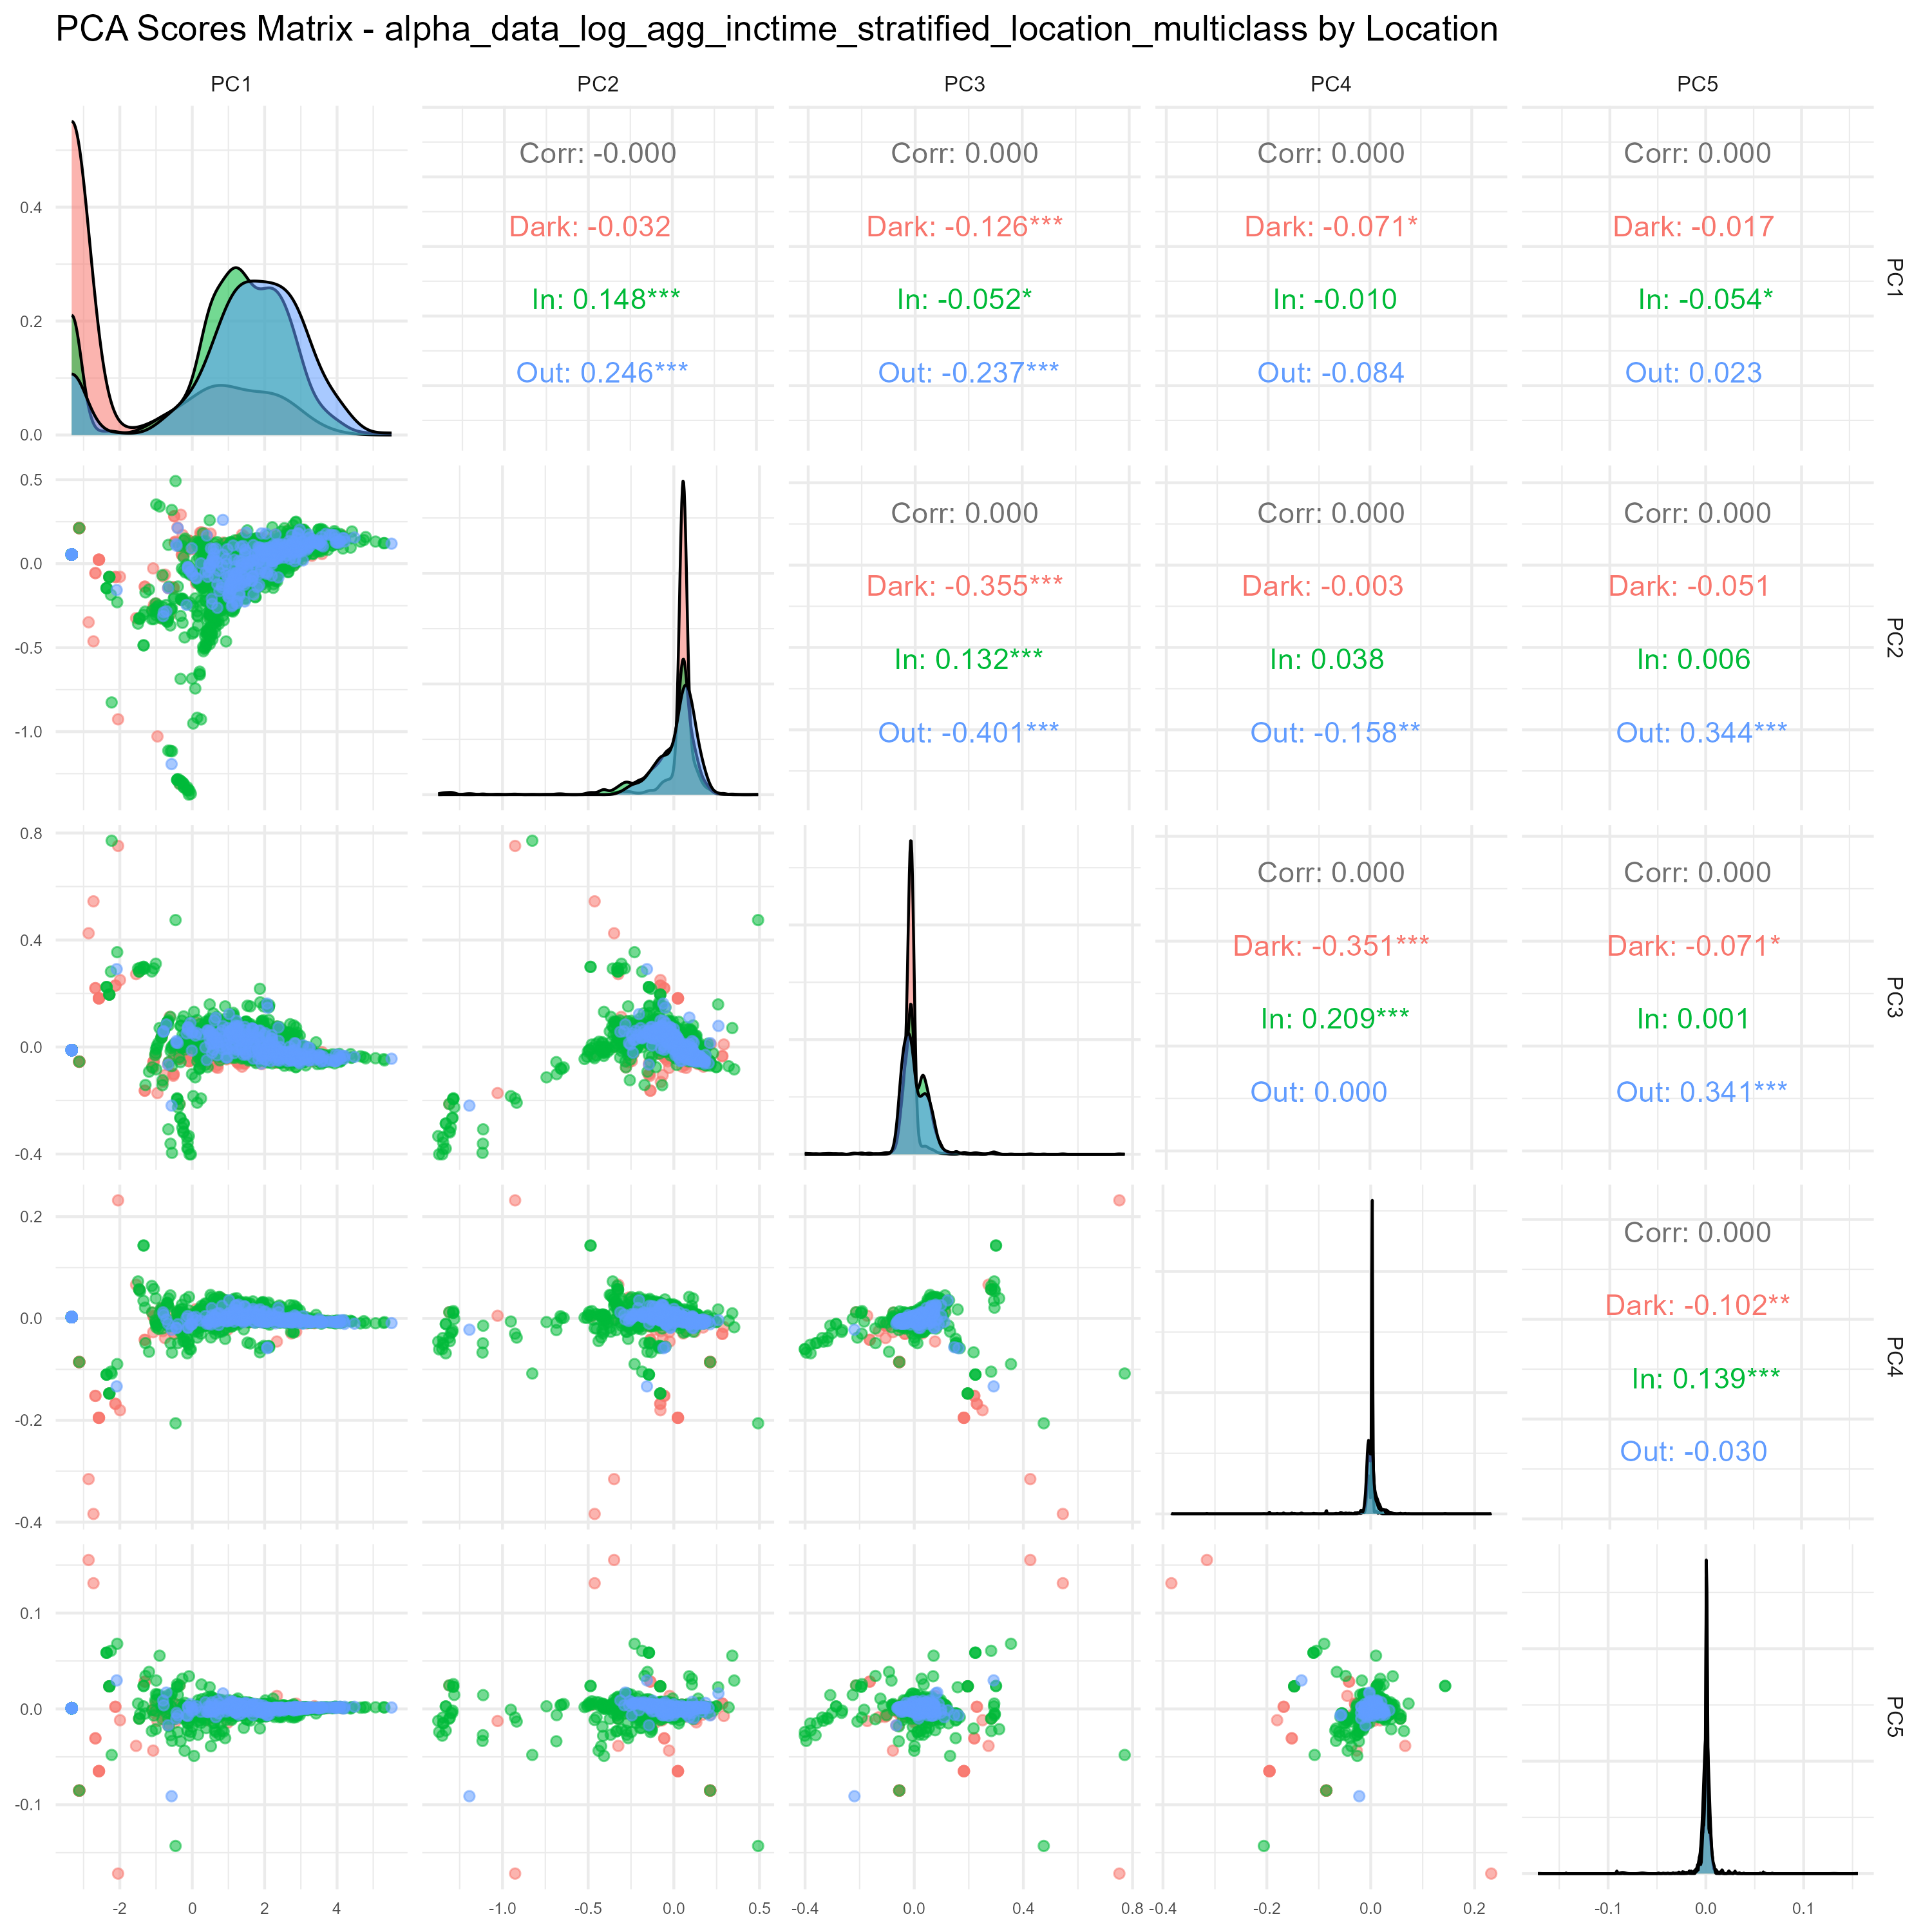 PCA Scores Matrix - alpha_data_log_agg_inctime_stratified_location_multiclass by Location
PC1 PC2 PC3 PC4 PC5
Corr: -0.000 Corr: 0.000 Corr: 0.000 Corr: 0.000
0.4 Dark: -0.032 Dark: -0.126*** Dark: -0.071* Dark: -0.017
PC1
In: 0.148*** In: -0.052* In: -0.010 In: -0.054*
0.2
Out: 0.246*** Out: -0.237*** Out: -0.084 Out: 0.023
0.0
0.5
Corr: 0.000 Corr: 0.000 Corr: 0.000
0.0
Dark: -0.355*** Dark: -0.003 Dark: -0.051
PC2
-0.5 In: 0.132*** In: 0.038 In: 0.006
-1.0 Out: -0.401*** Out: -0.158** Out: 0.344***
0.8
Corr: 0.000 Corr: 0.000
0.4 Dark: -0.351*** Dark: -0.071*
PC3
0.0 In: 0.209*** In: 0.001
Out: 0.000 Out: 0.341***
-0.4
0.2 Corr: 0.000
0.0 Dark: -0.102**
PC4
In: 0.139***
-0.2
Out: -0.030
-0.4
0.1
0.0
PC5
-0.1
-2 0 2 4 -1.0 -0.5 0.0 0.5 -0.4 0.0 0.4 0.8 -0.4 -0.2 0.0 0.2 -0.1 0.0 0.1